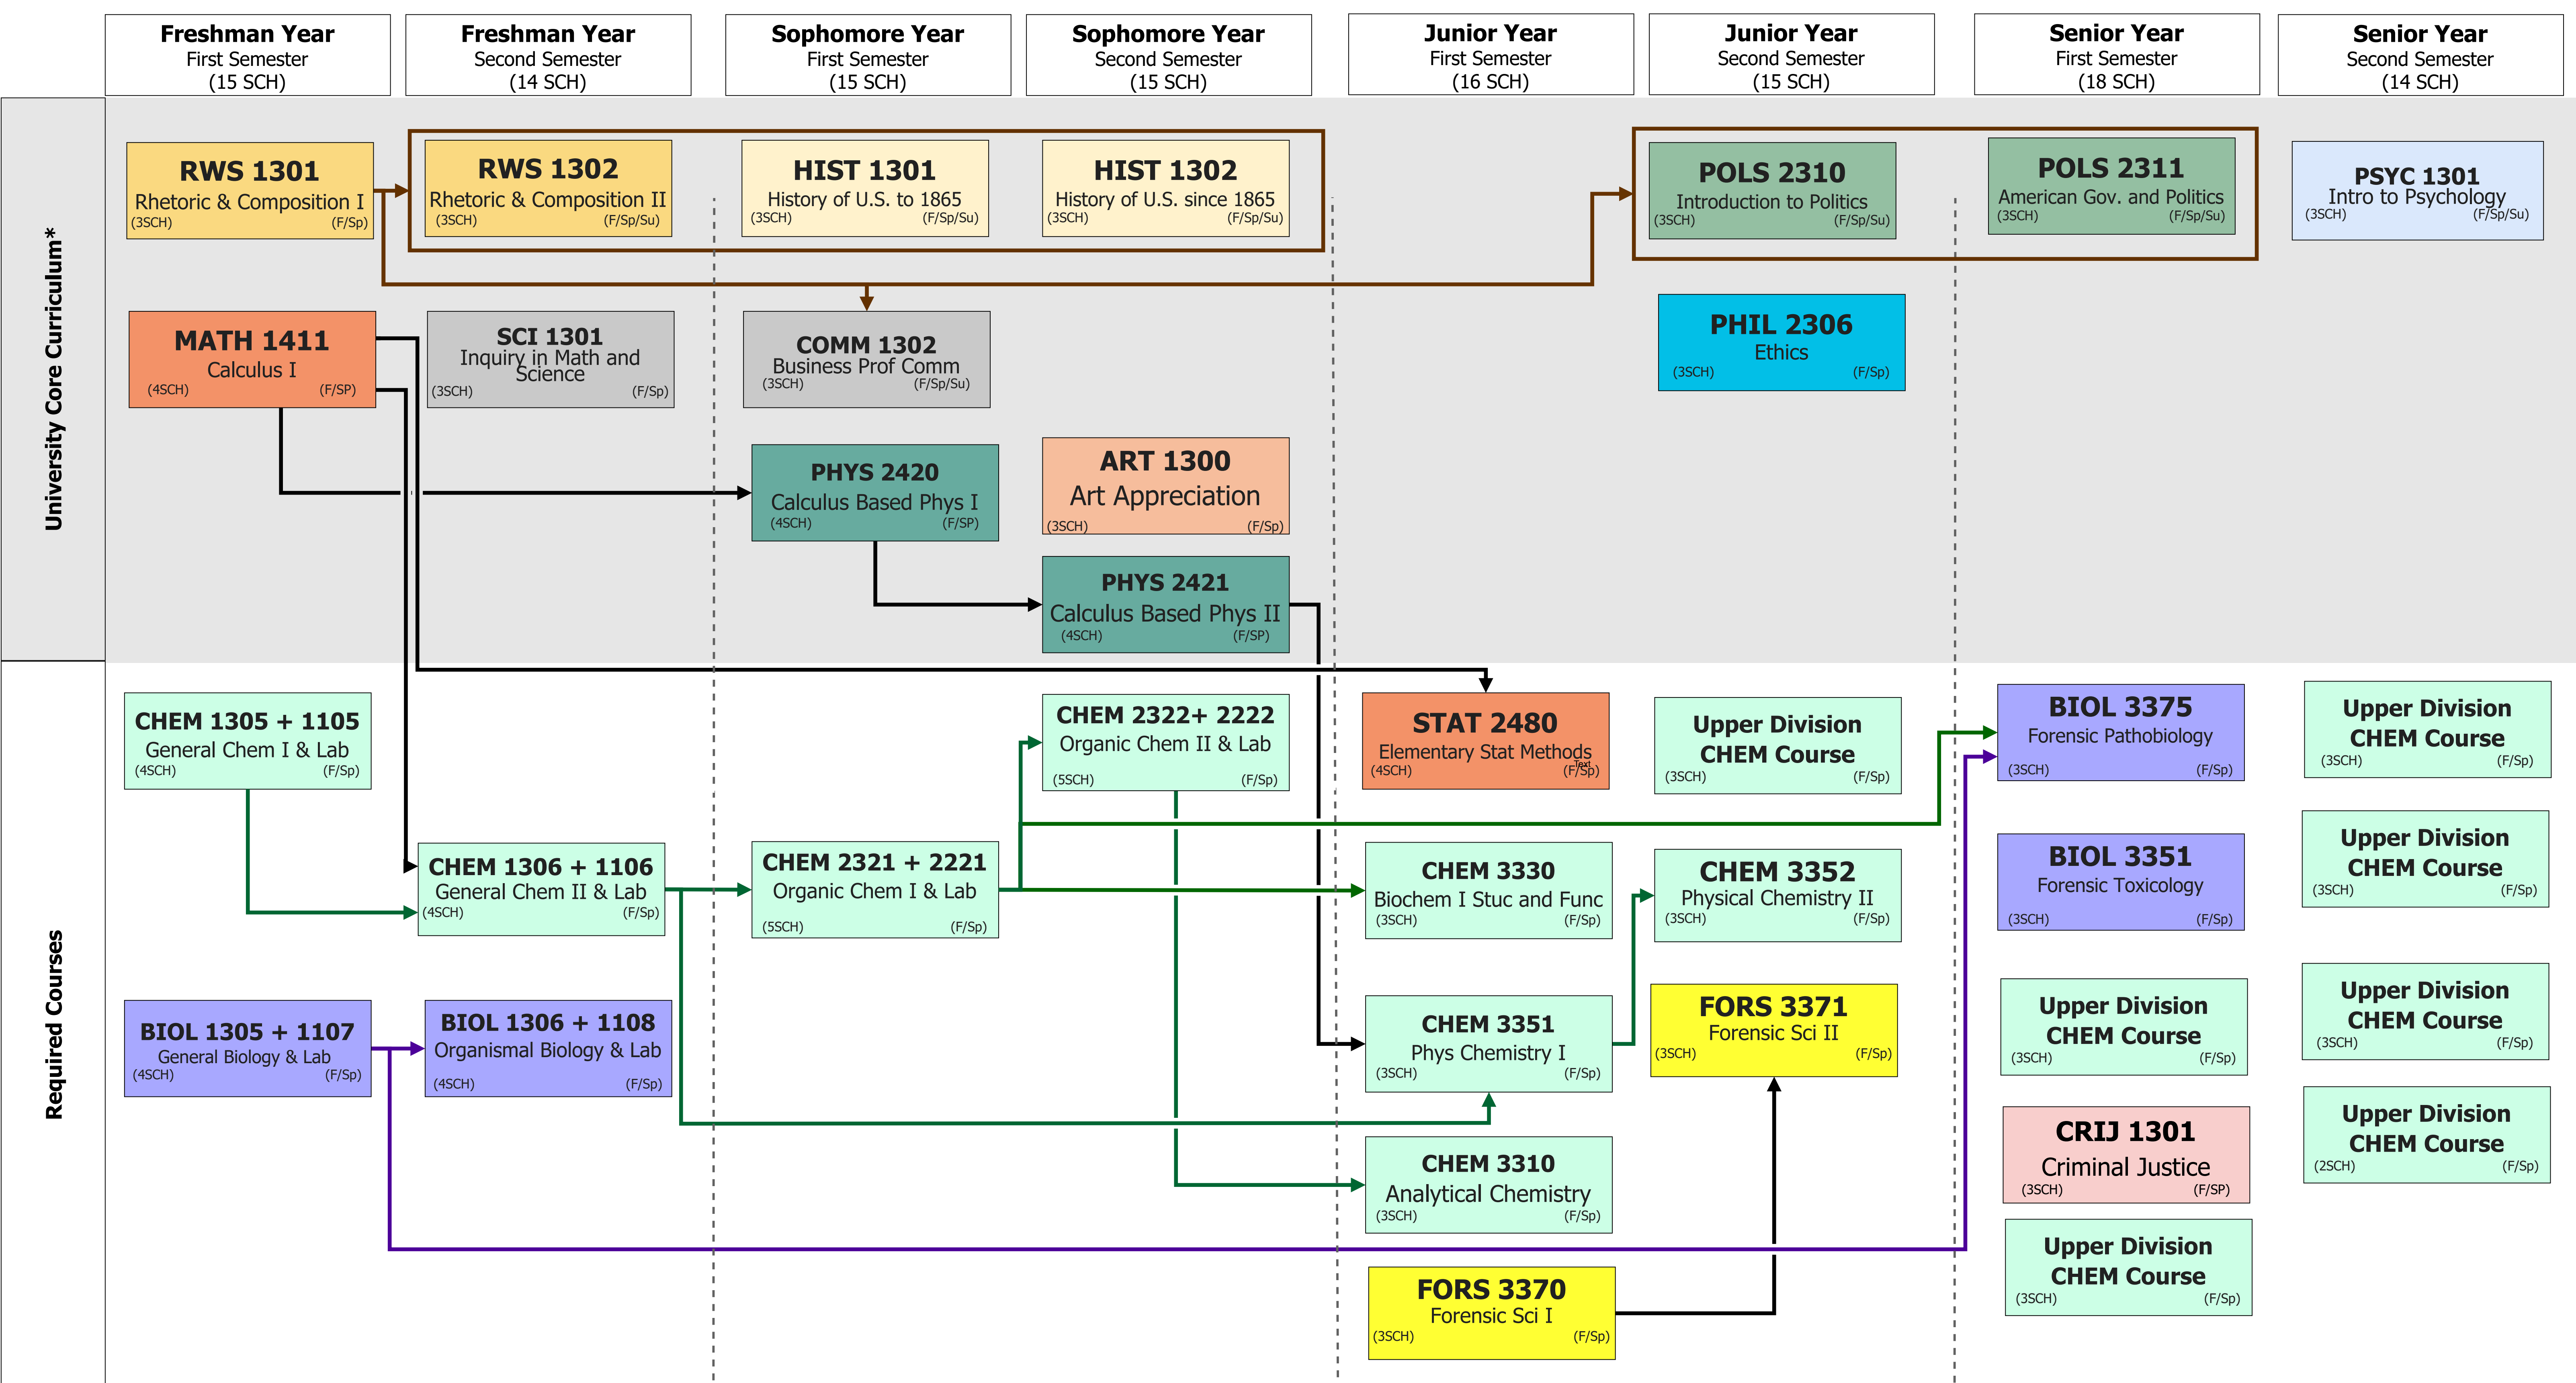 Freshman Year
First Semester
(15 SCH)
Freshman Year
Second Semester
(14 SCH)
Sophomore Year
First Semester
(15 SCH)
Sophomore Year
Second Semester
(15 SCH)
Junior Year
First Semester
(16 SCH)
Junior Year
Second Semester
(15 SCH)
Senior Year
First Semester
(18 SCH)
Senior Year
Second Semester
(14 SCH)
University Core Curriculum*
RWS 1301
Rhetoric & Composition I
(3SCH) (F/Sp)
RWS 1302
Rhetoric & Composition II
(3SCH) (F/Sp/Su)
HIST 1301
History of U.S. to 1865
(3SCH) (F/Sp/Su)
HIST 1302
History of U.S. since 1865
(3SCH) (F/Sp/Su)
POLS 2310
Introduction to Politics
(3SCH) (F/Sp/Su)
POLS 2311
American Gov. and Politics
(3SCH) (F/Sp/Su)
PSYC 1301
Intro to Psychology
(3SCH) (F/Sp/Su)
MATH 1411
Calculus I
(4SCH) (F/SP)
SCI 1301
Inquiry in Math and
Science
(3SCH) (F/Sp)
COMM 1302
Business Prof Comm
(3SCH) (F/Sp/Su)
PHIL 2306
Ethics
(3SCH) (F/Sp)
PHYS 2420
Calculus Based Phys I
(4SCH) (F/SP)
ART 1300
Art Appreciation
(3SCH) (F/Sp)
PHYS 2421
Calculus Based Phys II
(4SCH) (F/SP)
Required Courses
CHEM 1305 + 1105
General Chem I & Lab
(4SCH) (F/Sp)
CHEM 2322+ 2222
Organic Chem II & Lab
(5SCH) (F/Sp)
STAT 2480
Elementary Stat Methods
Text
(4SCH) (F/Sp)
Upper Division
CHEM Course
(3SCH) (F/Sp)
BIOL 3375
Forensic Pathobiology
(3SCH) (F/Sp)
Upper Division
CHEM Course
(3SCH) (F/Sp)
CHEM 1306 + 1106
General Chem II & Lab
(4SCH) (F/Sp)
CHEM 2321 + 2221
Organic Chem I & Lab
(5SCH) (F/Sp)
CHEM 3330
Biochem I Stuc and Func
(3SCH) (F/Sp)
CHEM 3352
Physical Chemistry II
(3SCH) (F/Sp)
BIOL 3351
Forensic Toxicology
(3SCH) (F/Sp)
Upper Division
CHEM Course
(3SCH) (F/Sp)
BIOL 1305 + 1107
General Biology & Lab
(4SCH) (F/Sp)
BIOL 1306 + 1108
Organismal Biology & Lab
(4SCH) (F/Sp)
CHEM 3351
Phys Chemistry I
(3SCH) (F/Sp)
FORS 3371
Forensic Sci II
(3SCH) (F/Sp)
Upper Division
CHEM Course
(3SCH) (F/Sp)
Upper Division
CHEM Course
(3SCH) (F/Sp)
CHEM 3310
Analytical Chemistry
(3SCH) (F/Sp)
CRIJ 1301
Criminal Justice
(3SCH) (F/SP)
Upper Division
CHEM Course
(2SCH) (F/Sp)
FORS 3370
Forensic Sci I
(3SCH) (F/Sp)
Upper Division
CHEM Course
(3SCH) (F/Sp)